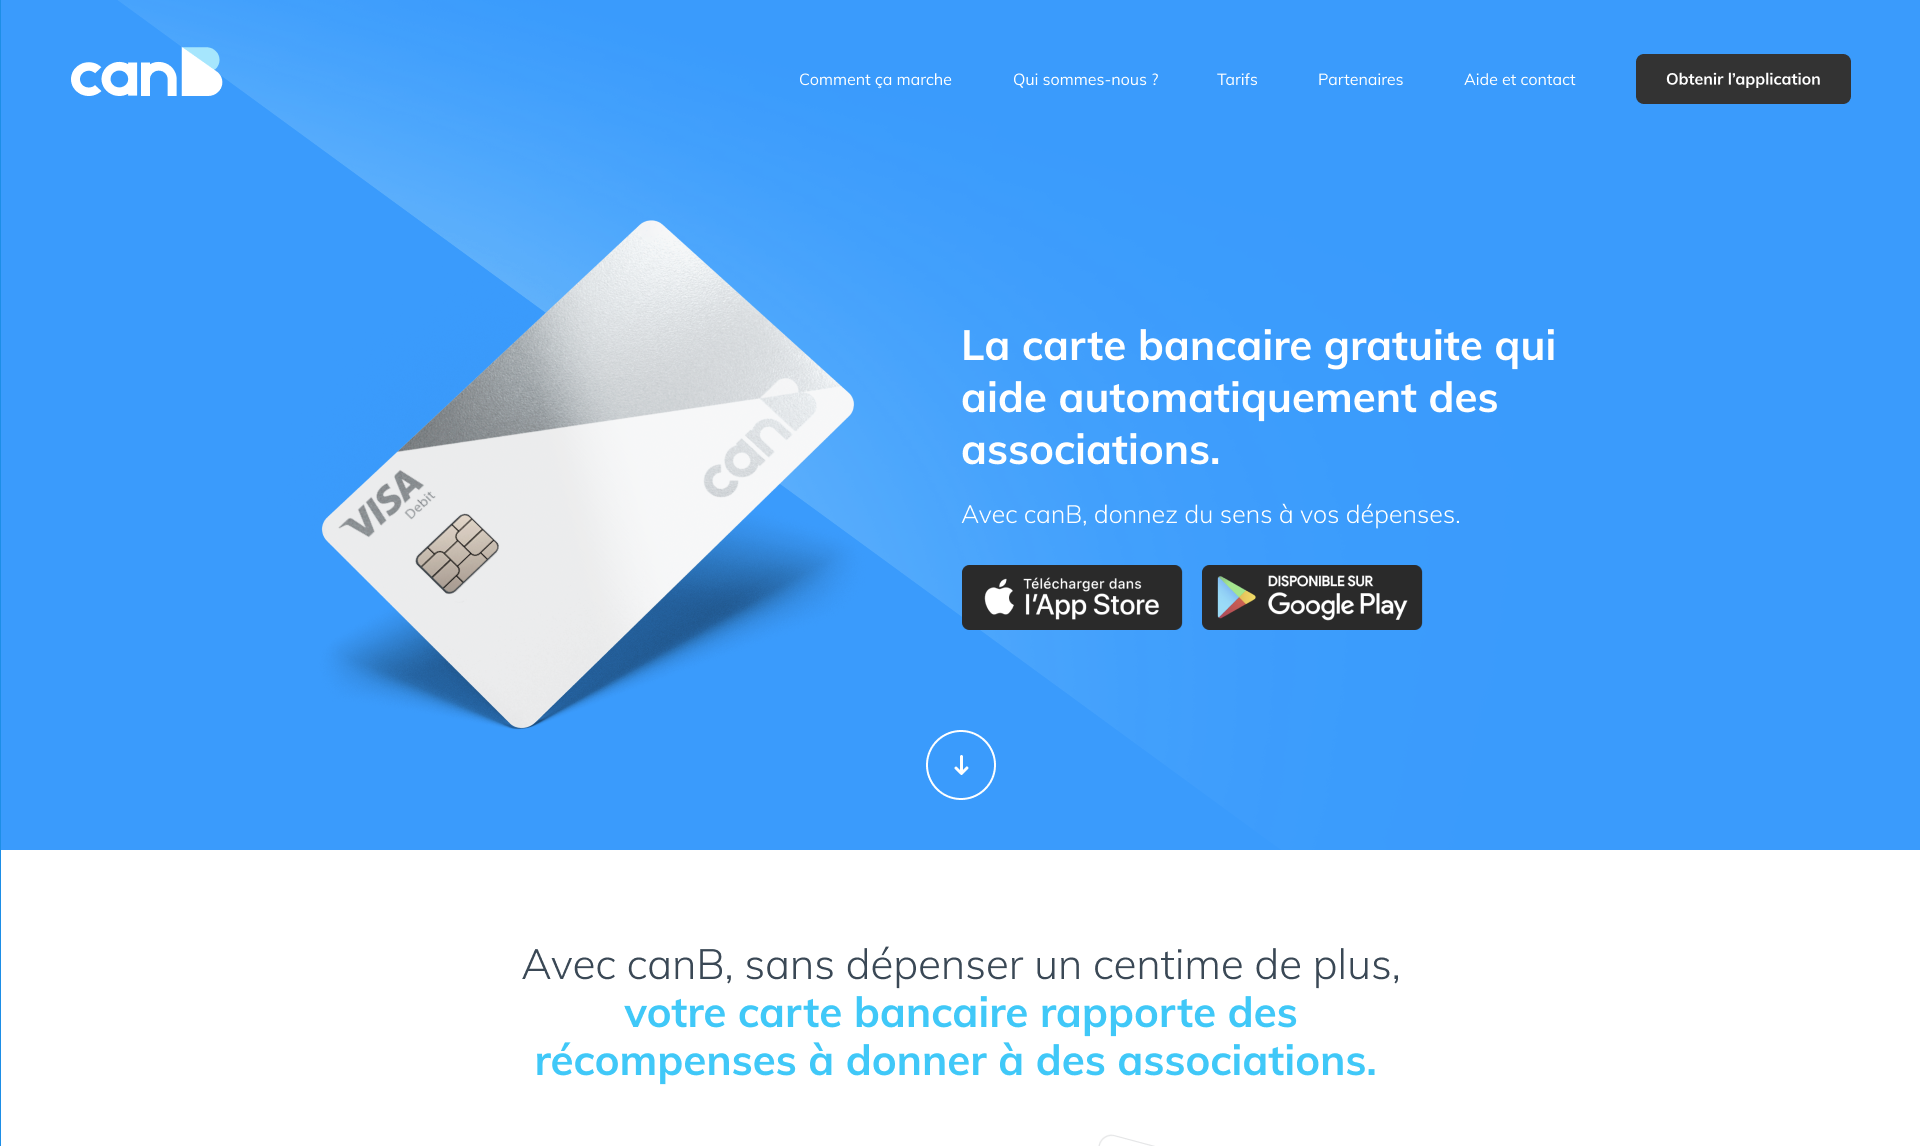 canB
Comment ça marche
Qui sommes-nous ?
Tarifs
Partenaires
Aide et contact
Obtenir l’application
VISA
Debit
canB
La carte bancaire gratuite qui
aide automatiquement des
associations.
Avec canB, donnez du sens à vos dépenses.
Télécharger dans
l’App Store
DISPONIBLE SUR
Google Play
Avec canB, sans dépenser un centime de plus,
votre carte bancaire rapporte des
récompenses à donner à des associations.